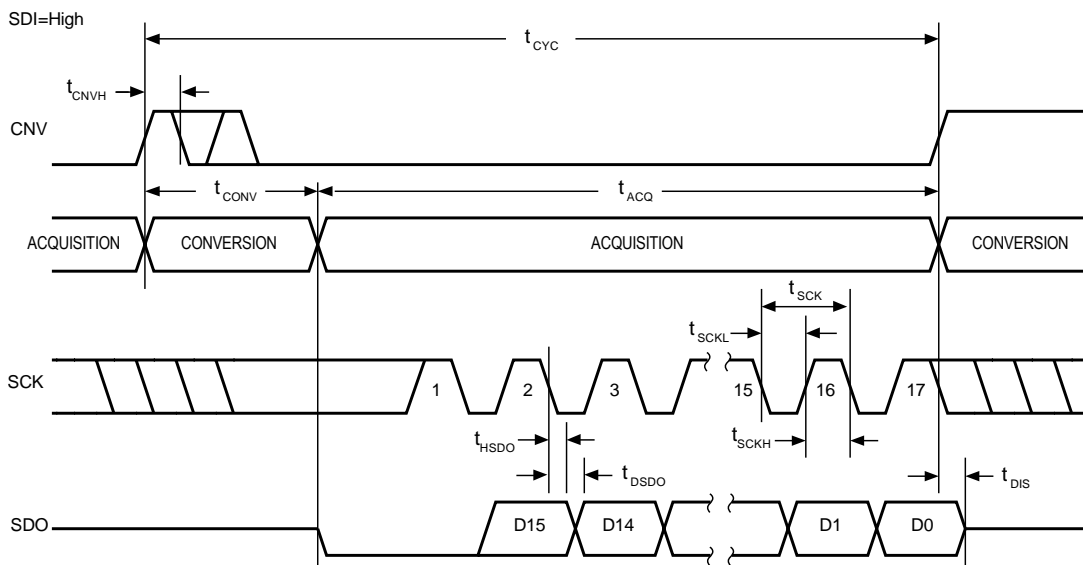 SDI=High
tCYC
tCNVH
CNV
tCONV
tACQ
ACQUISITION CONVERSION ACQUISITION CONVERSION
tSCK
tSCKL
SCK 1 2 3 15 16 17
tHSDO
tSCKH
tDSDO
tDIS
SDO D15 D14 D1 D0